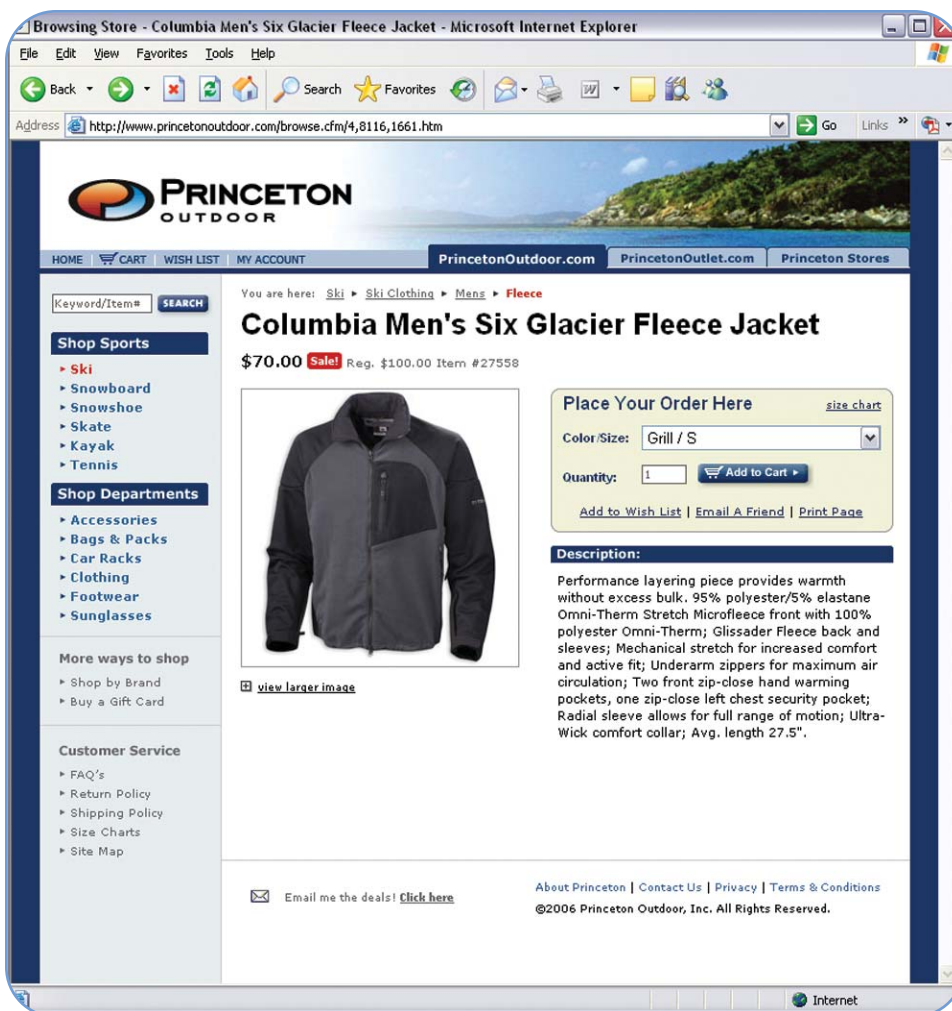 Browsing Store - Columbia Men's Six Glacier Fleece Jacket - Microsoft Internet Explorer
File Edit View Favorites Tools Help
Back Search Favorites
Address http://www.princetonoutdoor.com/browse.cfm/4,8116,1661.htm Go Links »
PRINCETON
OUTDOOR
HOME | CART | WISH LIST | MY ACCOUNT PrincetonOutdoor.com PrincetonOutlet.com Princeton Stores
Keyword/Item# SEARCH
Shop Sports
Ski
Snowboard
Snowshoe
Skate
Kayak
Tennis
Shop Departments
Accessories
Bags & Packs
Car Racks
Clothing
Footwear
Sunglasses
More ways to shop
Shop by Brand
Buy a Gift Card
Customer Service
FAQ's
Return Policy
Shipping Policy
Size Charts
Site Map
You are here: Ski ▸ Ski Clothing ▸ Mens ▸ Fleece
Columbia Men's Six Glacier Fleece Jacket
$70.00 Sale! Reg. $100.00 Item #27558
view larger image
Place Your Order Here size chart
Color/Size: Grill / S
Quantity: 1 Add to Cart ▸
Add to Wish List | Email A Friend | Print Page
Description:
Performance layering piece provides warmth
without excess bulk. 95% polyester/5% elastane
Omni-Therm Stretch Microfleece front with 100%
polyester Omni-Therm; Glissader Fleece back and
sleeves; Mechanical stretch for increased comfort
and active fit; Underarm zippers for maximum air
circulation; Two front zip-close hand warming
pockets, one zip-close left chest security pocket;
Radial sleeve allows for full range of motion; Ultra-
Wick comfort collar; Avg. length 27.5".
Email me the deals! Click here
About Princeton | Contact Us | Privacy | Terms & Conditions
©2006 Princeton Outdoor, Inc. All Rights Reserved.
Internet